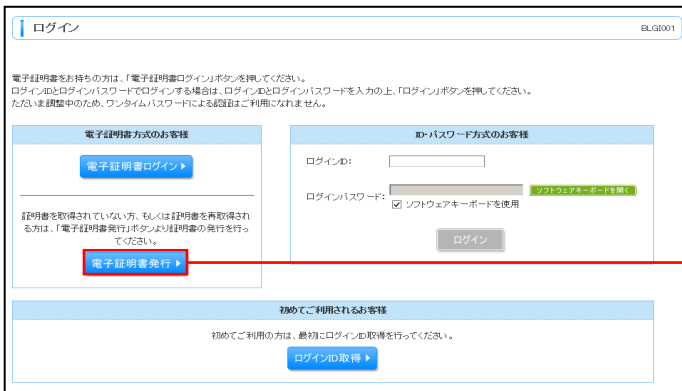 ログイン
BLGI001
電子証明書をお持ちの方は、「電子証明書ログイン」ボタンを押してください。
ログインIDとログインパスワードでログインする場合は、ログインIDとログインパスワードを入力の上、「ログイン」ボタンを押してください。
ただいま調整中のため、ワンタイムパスワードによる認証はご利用になれません。
電子証明書方式のお客様
電子証明書ログイン
証明書を取得されていない方、もしくは証明書を再取得され
る方は、「電子証明書発行」ボタンより証明書の発行を行っ
てください。
電子証明書発行
ID・パスワード方式のお客様
ログインID:
ログインパスワード:
ソフトウェアキーボードを開く
ソフトウェアキーボードを使用
ログイン
初めてご利用されるお客様
初めてご利用の方は、最初にログインID取得を行ってください。
ログインID取得